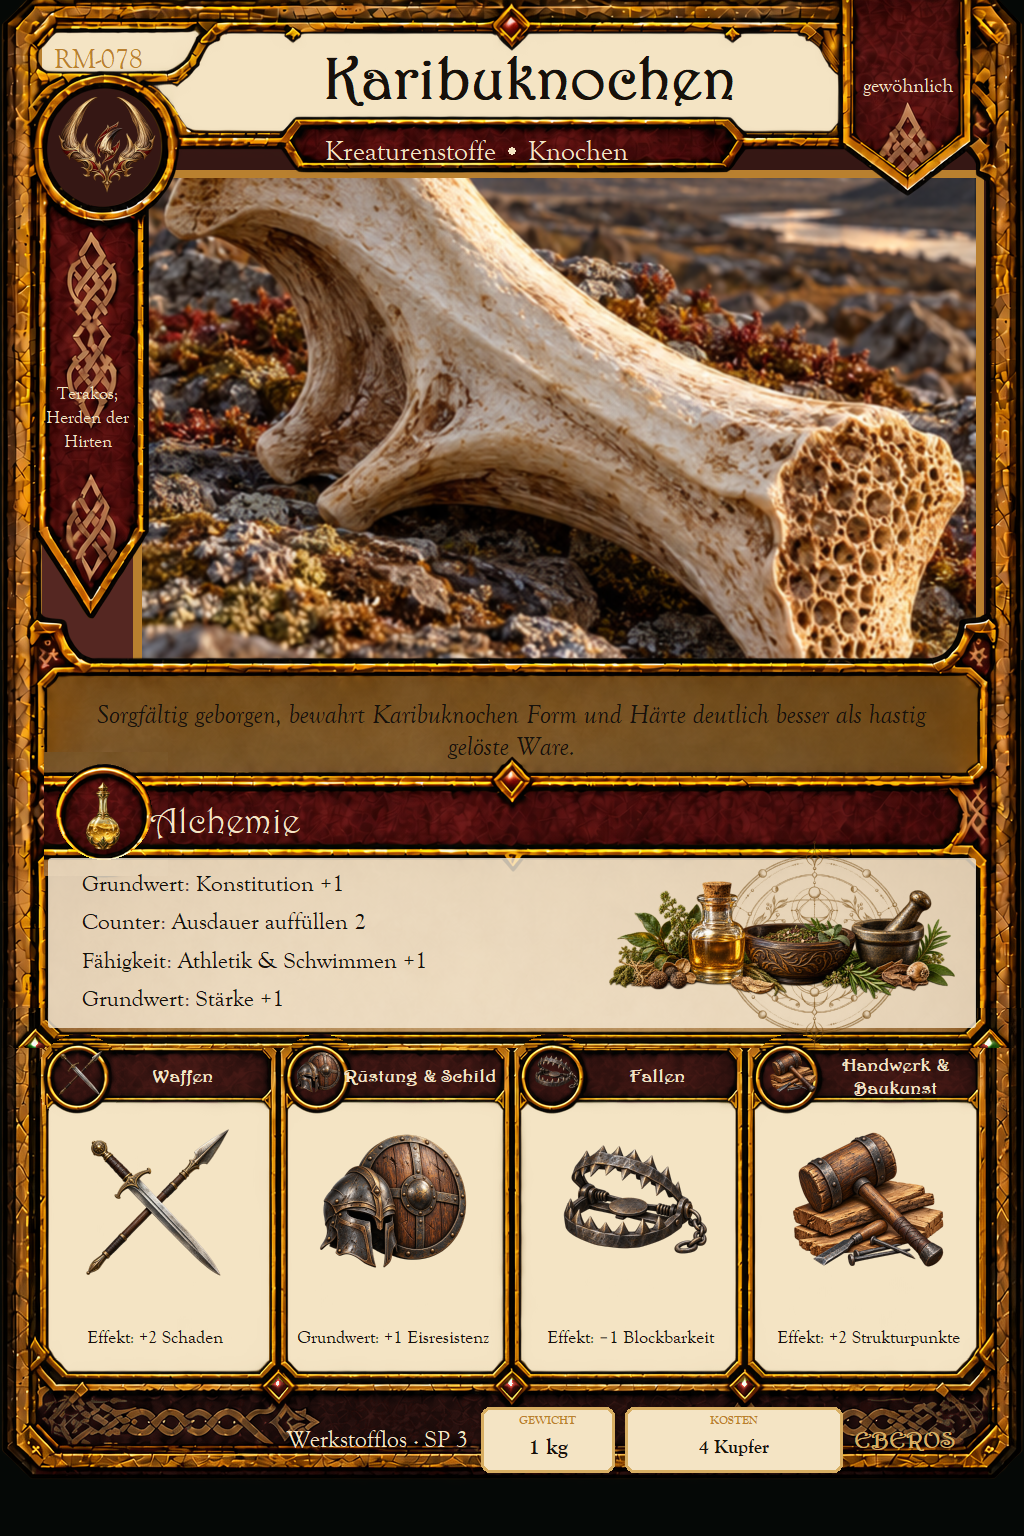 RM-078
Karibuknochen
gewöhnlich
Kreaturenstoffe • Knochen
Terakos;
Herden der
Hirten
Sorgfältig geborgen, bewahrt Karibuknochen Form und Härte deutlich besser als hastig
gelöste Ware.
Alchemie
Grundwert: Konstitution +1
Counter: Ausdauer auffüllen 2
Fähigkeit: Athletik & Schwimmen +1
Grundwert: Stärke +1
Waffen
Rüstung & Schild
Fallen
Handwerk &
Baukunst
Effekt: +2 Schaden
Grundwert: +1 Eisresistenz
Effekt: −1 Blockbarkeit
Effekt: +2 Strukturpunkte
Werkstofflos · SP 3
GEWICHT
1 kg
KOSTEN
4 Kupfer
EBEROS